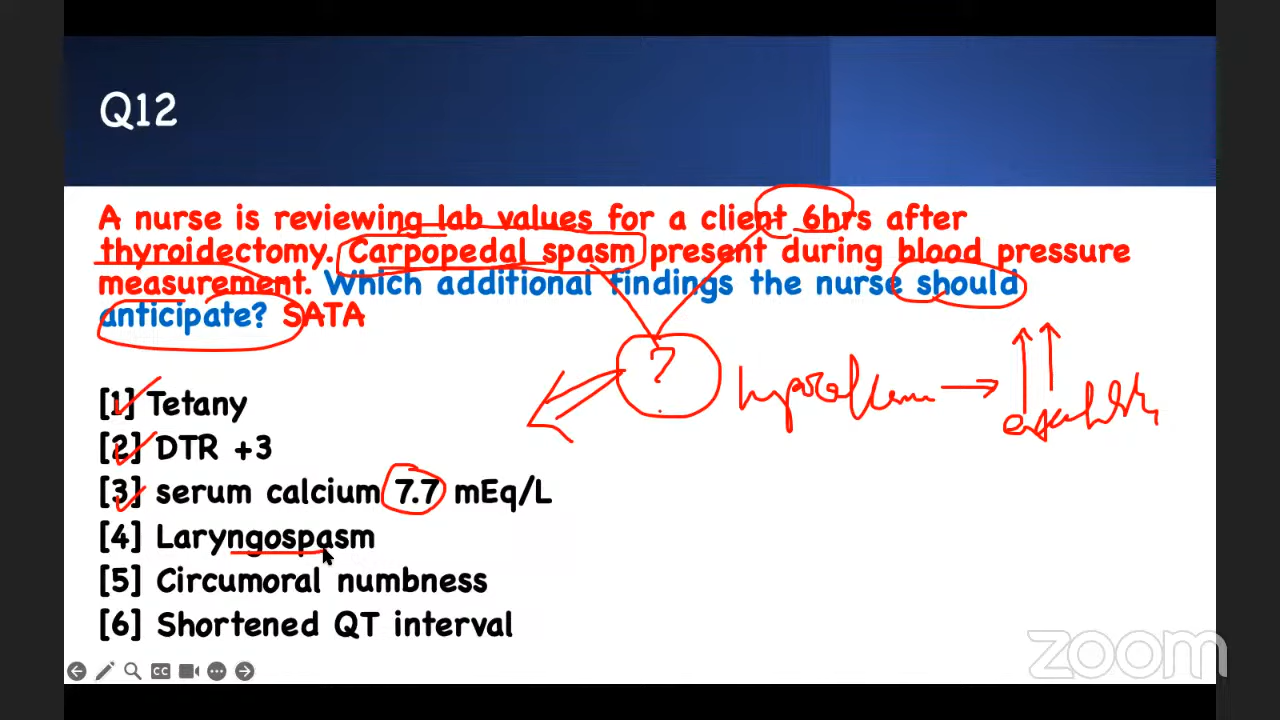 Q12
A nurse is reviewing lab values for a client 6hrs after
thyroidectomy. Carpopedal spasm present during blood pressure
measurement. Which additional findings the nurse should
anticipate? SATA
?
[1] Tetany
[2] DTR +3
[3] serum calcium 7.7 mEq/L
[4] Laryngospasm
[5] Circumoral numbness
[6] Shortened QT interval
CC
zoom